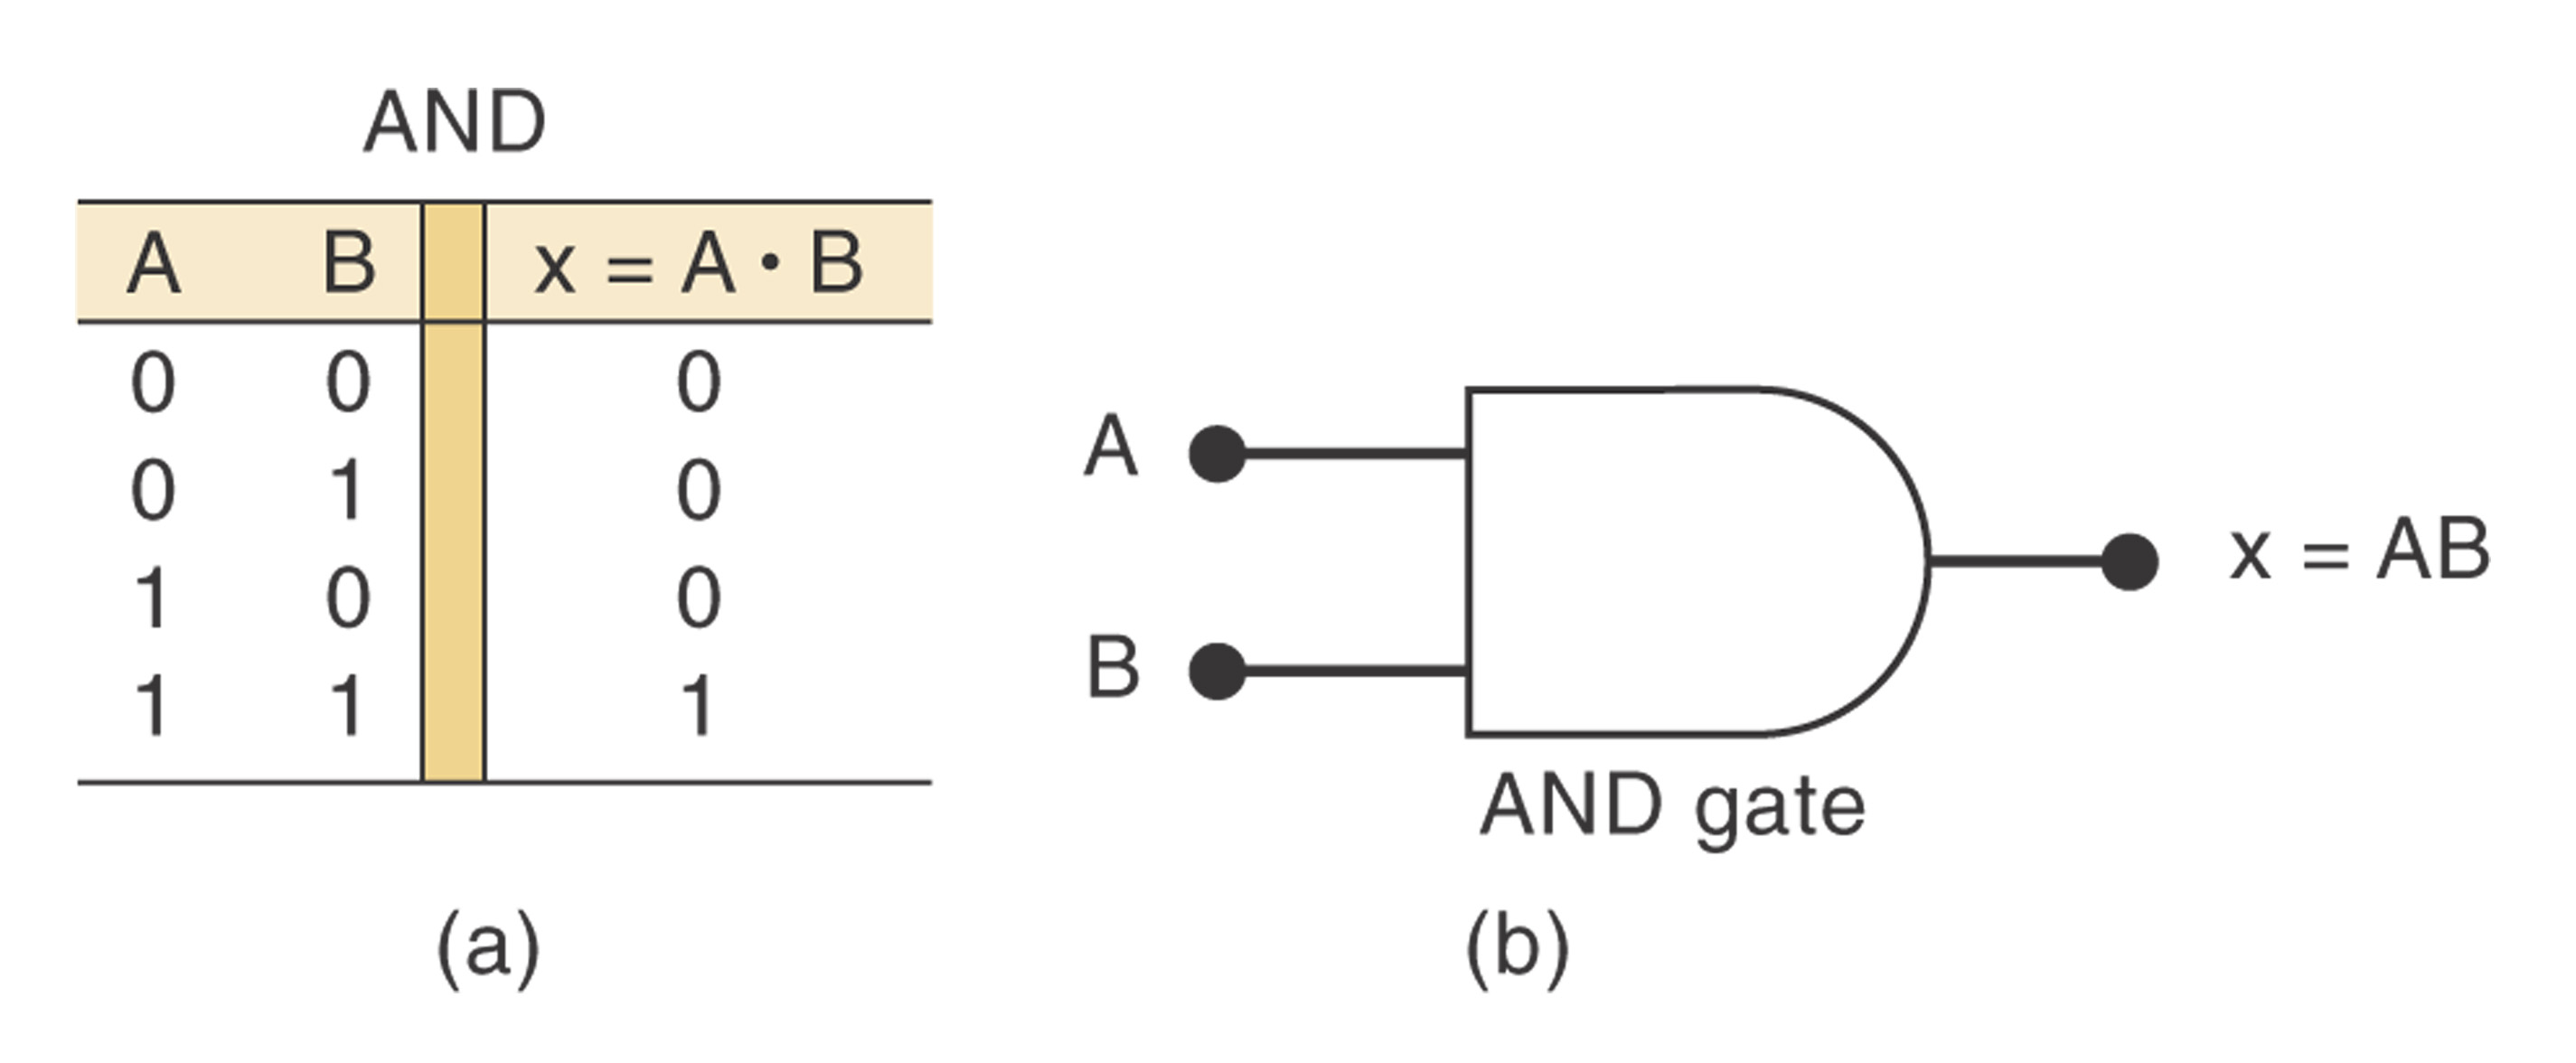 AND
A B x = A • B
0 0 0
0 1 0
1 0 0
1 1 1
(a)
A
B
x = AB
AND gate
(b)